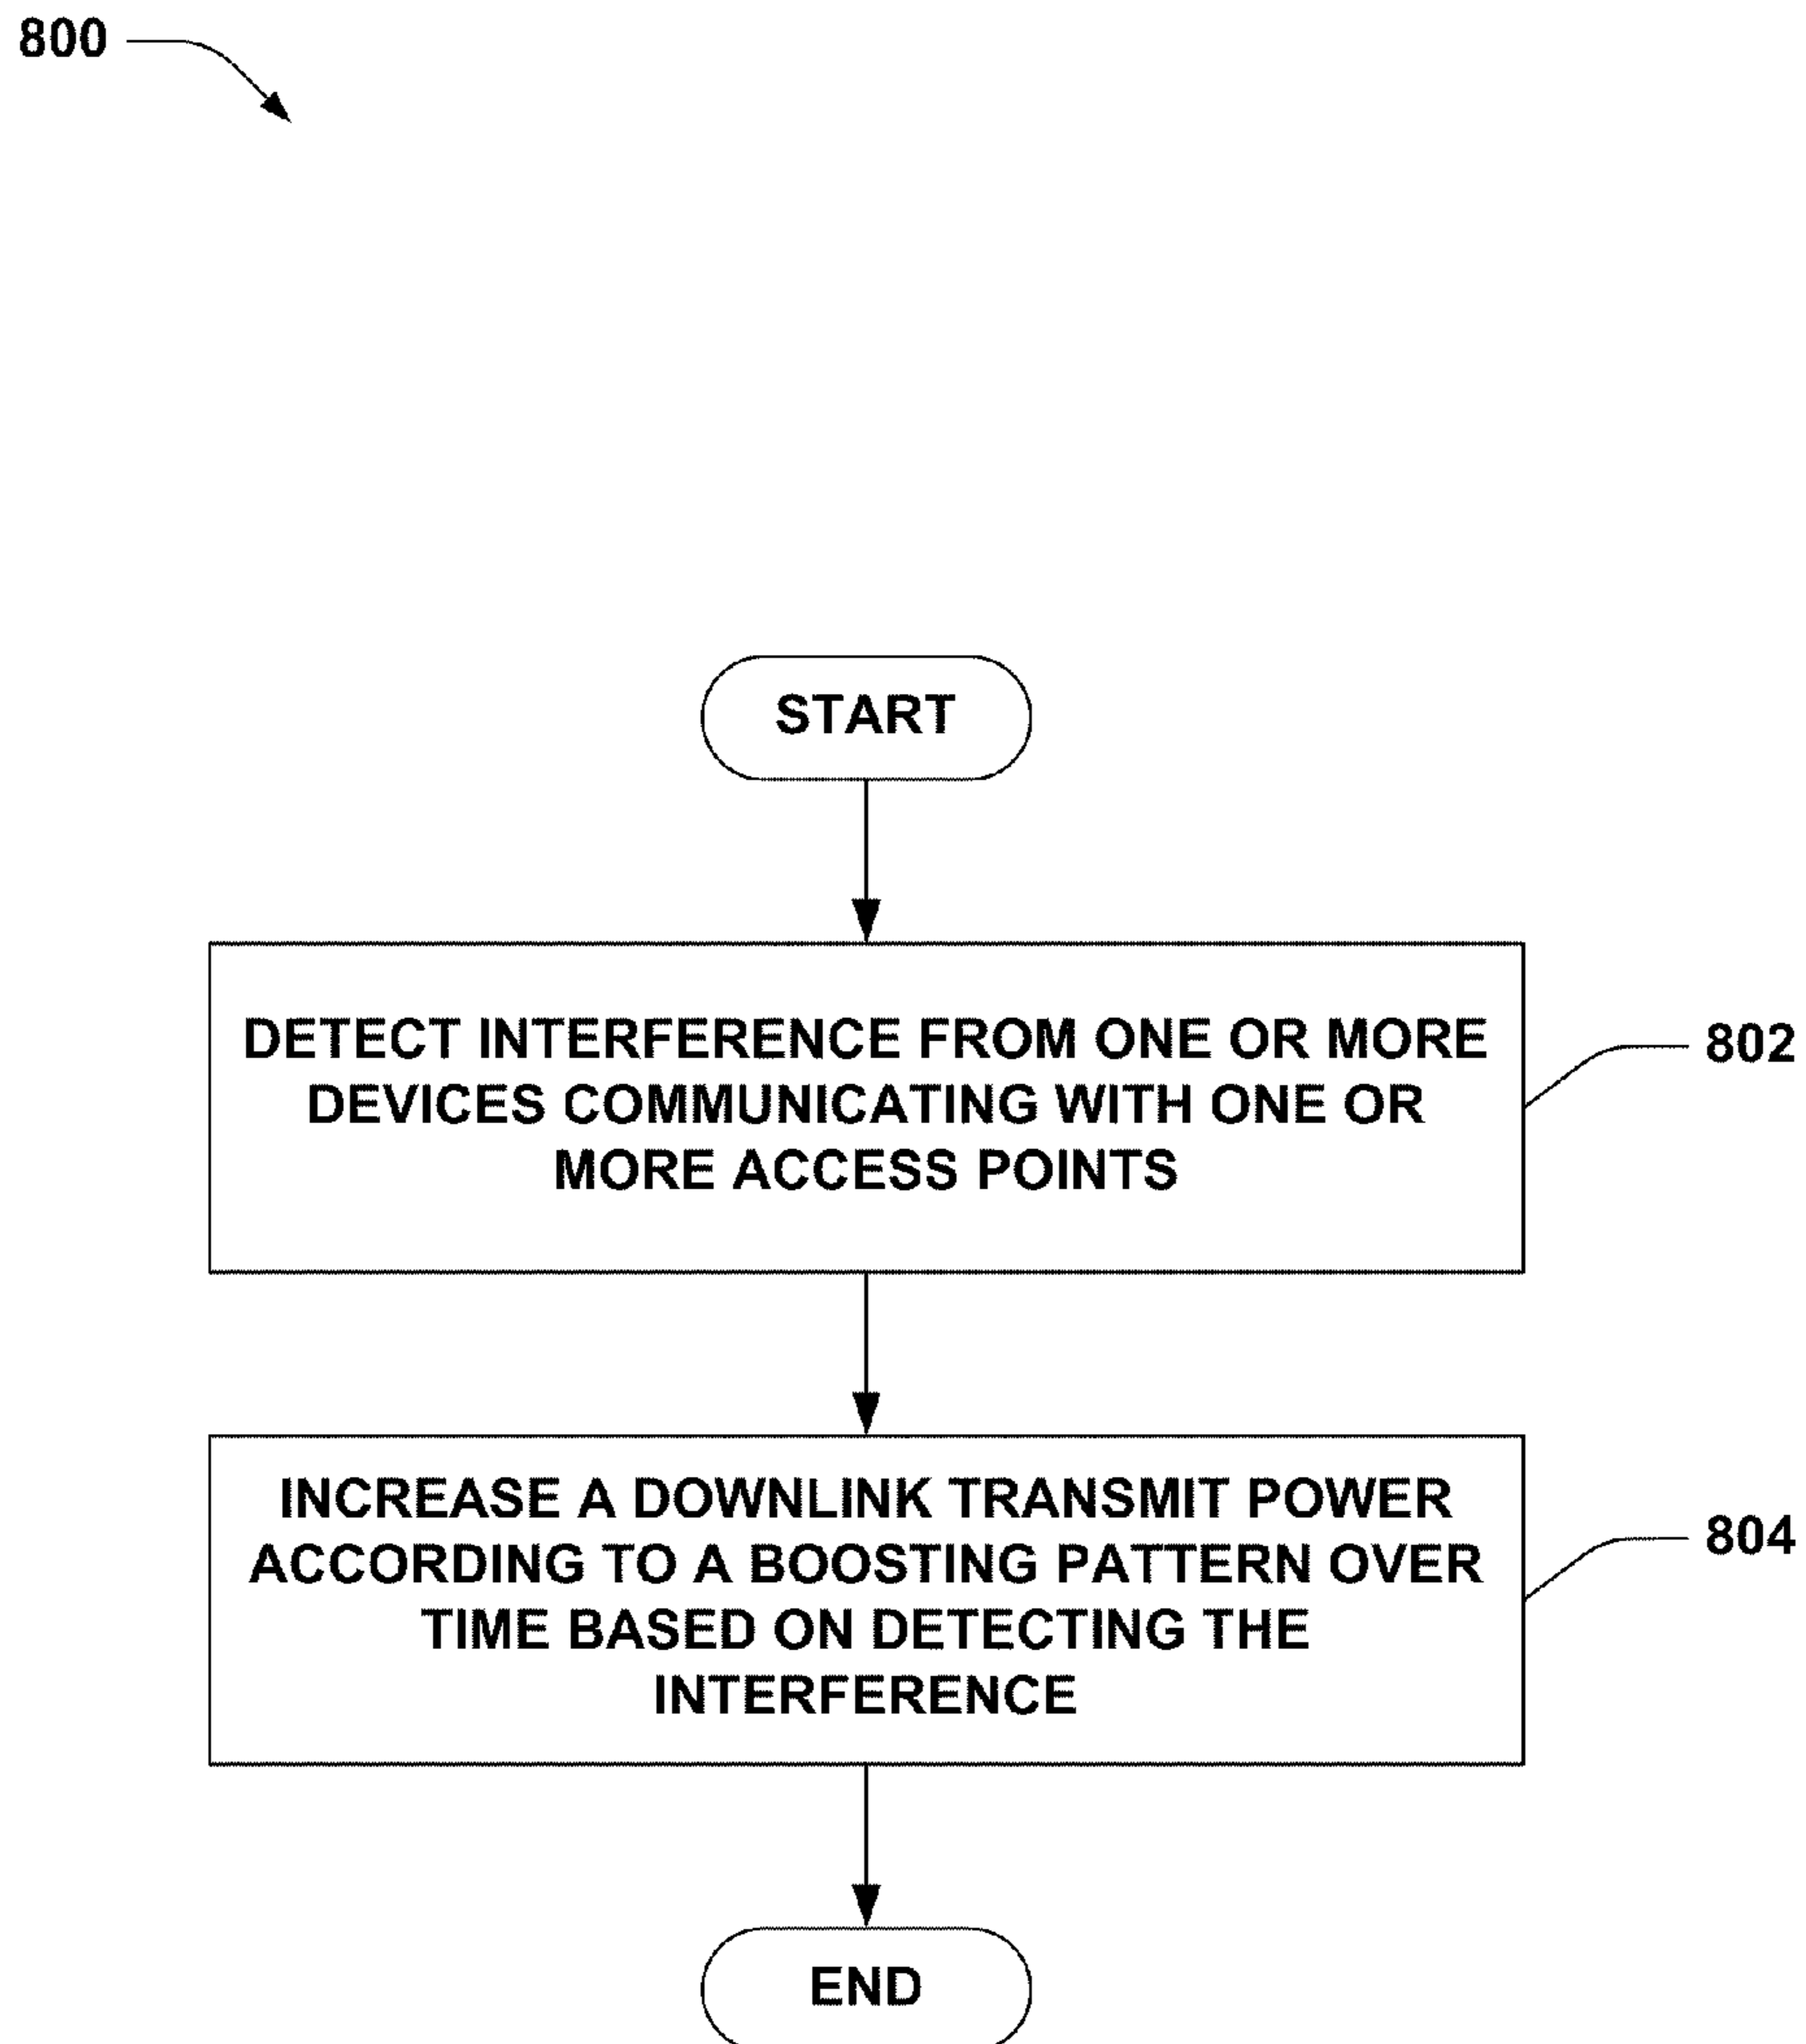 800
START
DETECT INTERFERENCE FROM ONE OR MORE
DEVICES COMMUNICATING WITH ONE OR
MORE ACCESS POINTS
802
INCREASE A DOWNLINK TRANSMIT POWER
ACCORDING TO A BOOSTING PATTERN OVER
TIME BASED ON DETECTING THE
INTERFERENCE
804
END